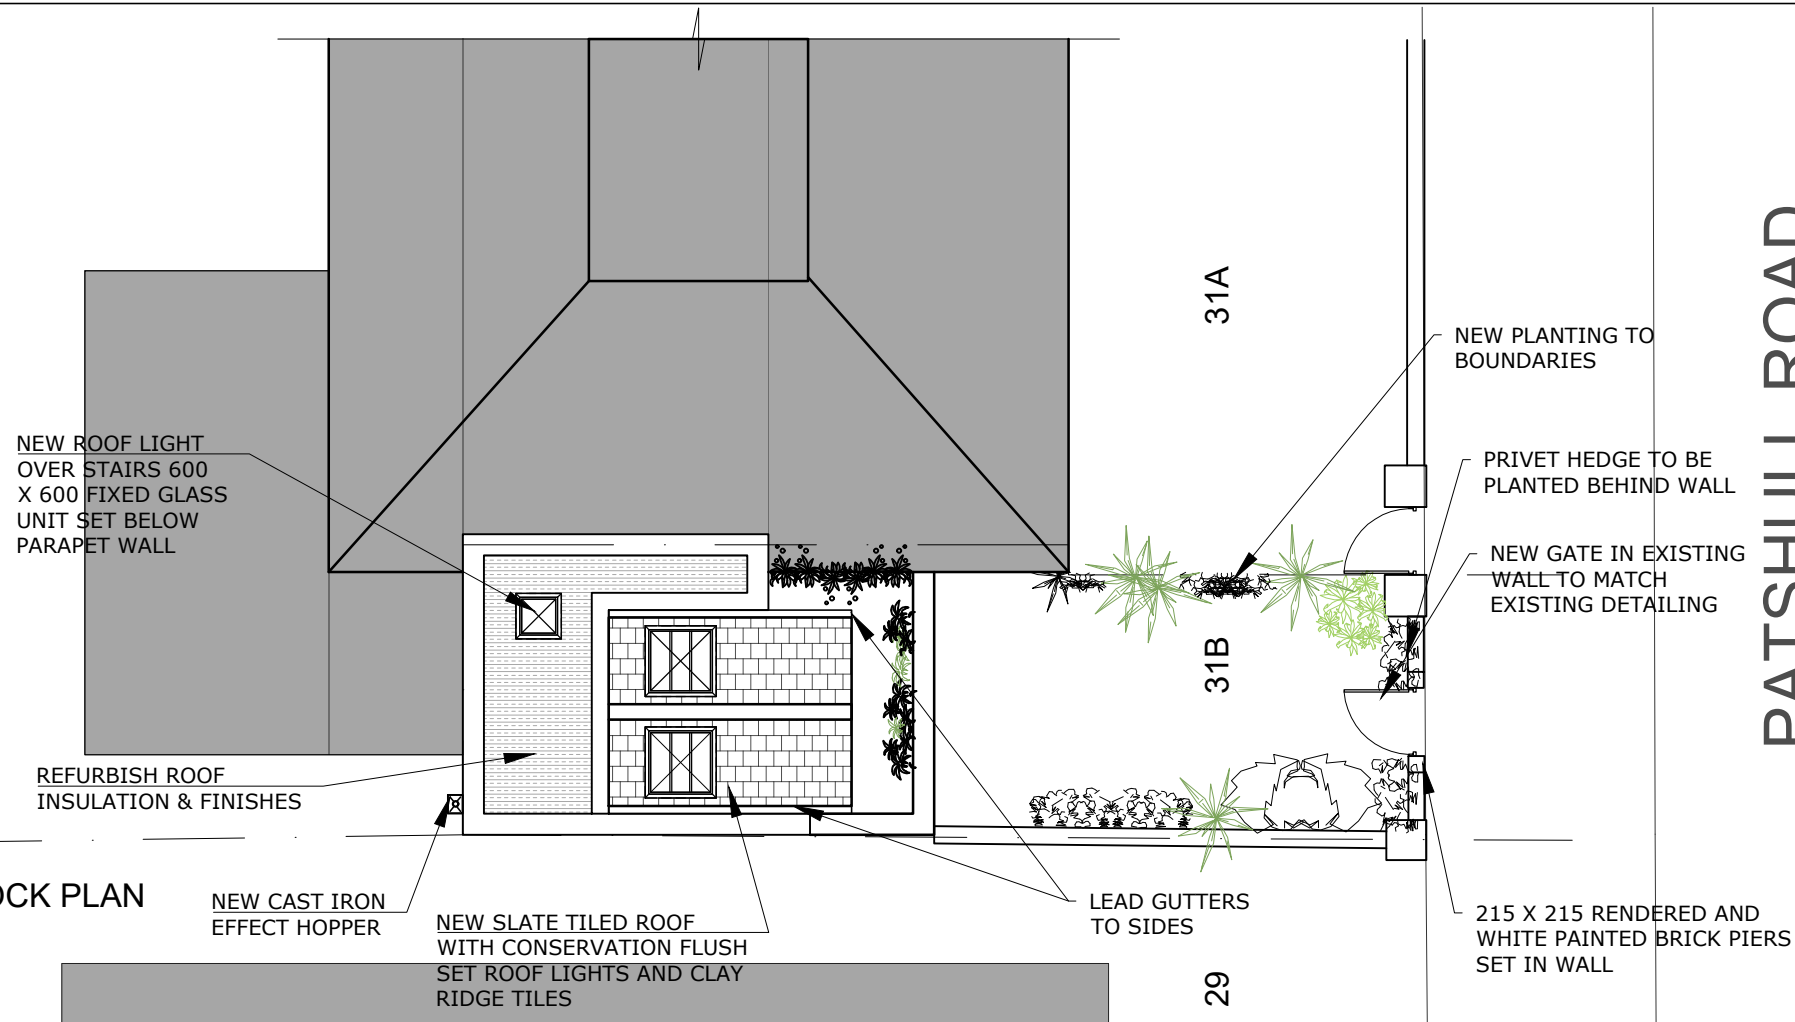 31A
NEW PLANTING TO
BOUNDARIES
PATSHULL ROAD
NEW ROOF LIGHT
OVER STAIRS 600
X 600 FIXED GLASS
UNIT SET BELOW
PARAPET WALL
PRIVET HEDGE TO BE
PLANTED BEHIND WALL
NEW GATE IN EXISTING
WALL TO MATCH
EXISTING DETAILING
31B
REFURBISH ROOF
INSULATION & FINISHES
OCK PLAN
NEW CAST IRON
EFFECT HOPPER
NEW SLATE TILED ROOF
WITH CONSERVATION FLUSH
SET ROOF LIGHTS AND CLAY
RIDGE TILES
LEAD GUTTERS
TO SIDES
215 X 215 RENDERED AND
WHITE PAINTED BRICK PIERS
SET IN WALL
29